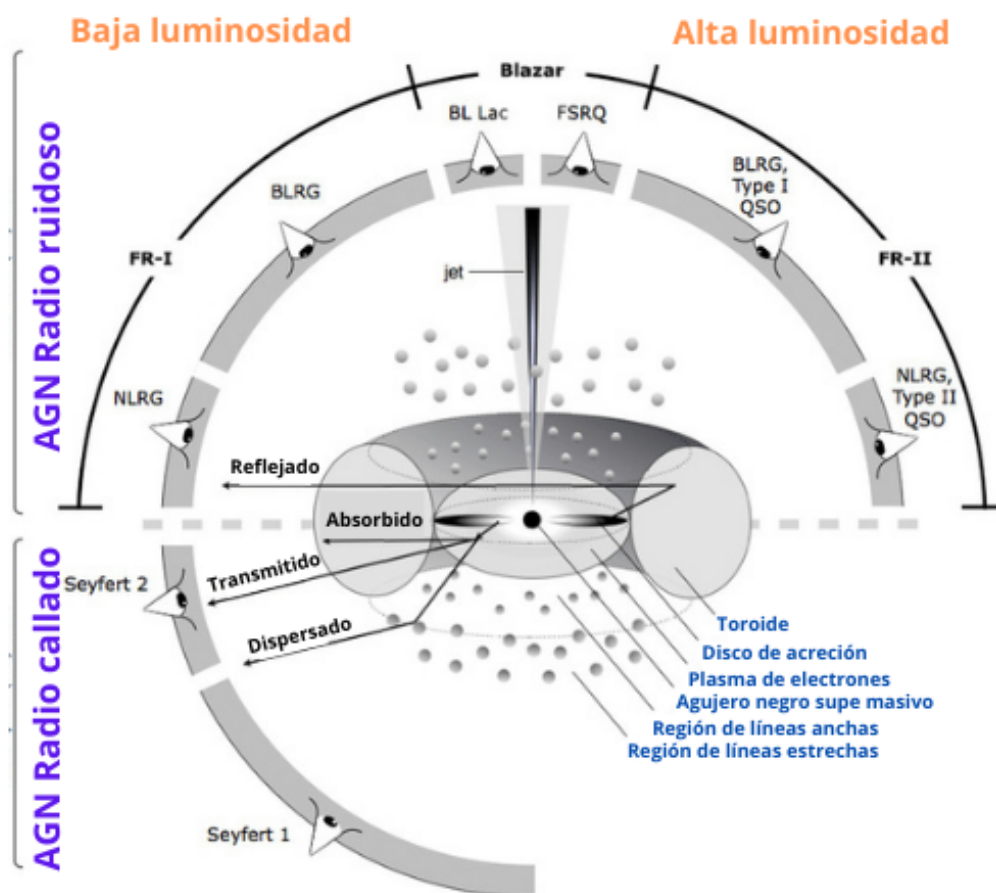 Baja luminosidad
Alta luminosidad
Blazar
BL Lac
FSRQ
BLRG
BLRG,
Type I
QSO
FR-I
FR-II
jet
NLRG
NLRG,
Type II
QSO
AGN Radio ruidoso
Reflejado
Absorbido
Transmitido
Dispersado
Seyfert 2
Seyfert 1
AGN Radio callado
Toroide
Disco de acreción
Plasma de electrones
Agujero negro supe masivo
Región de líneas anchas
Región de líneas estrechas